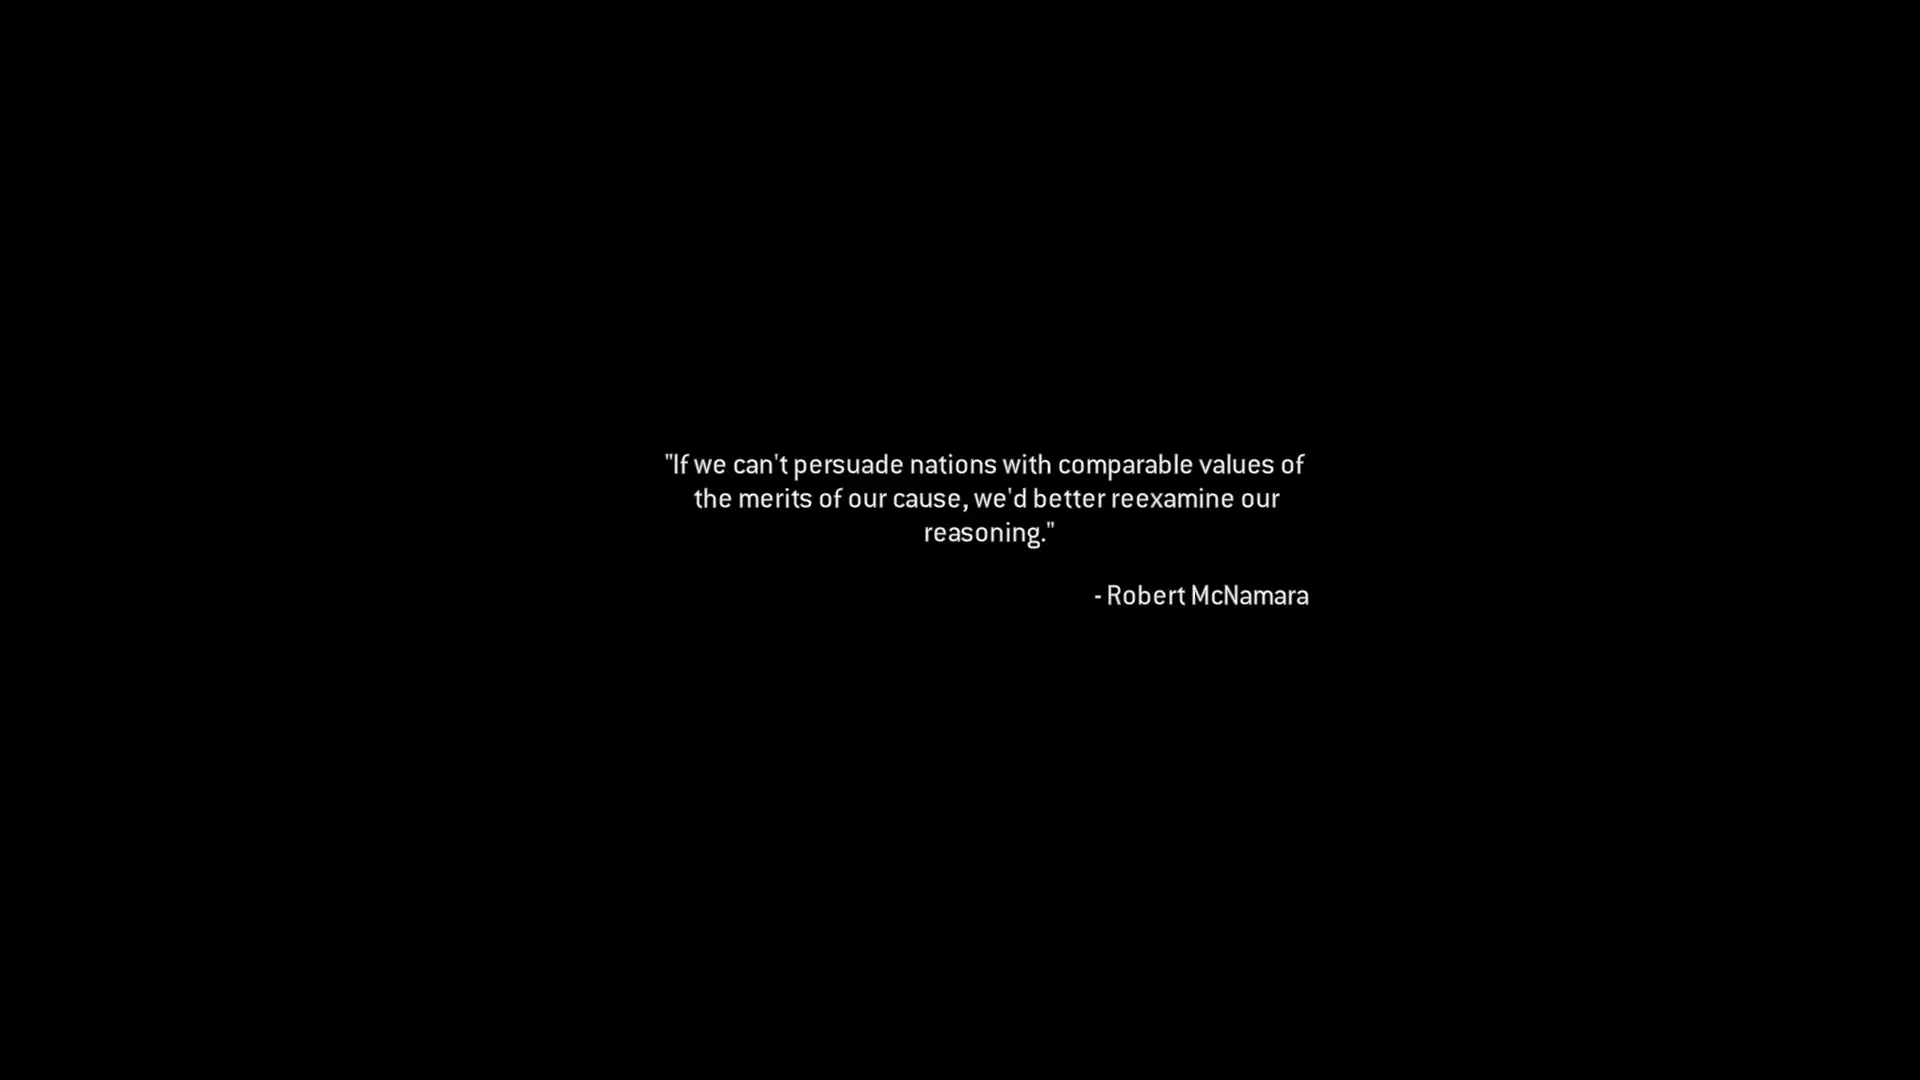 "If we can't persuade nations with comparable values of
the merits of our cause, we'd better reexamine our
reasoning."
- Robert McNamara